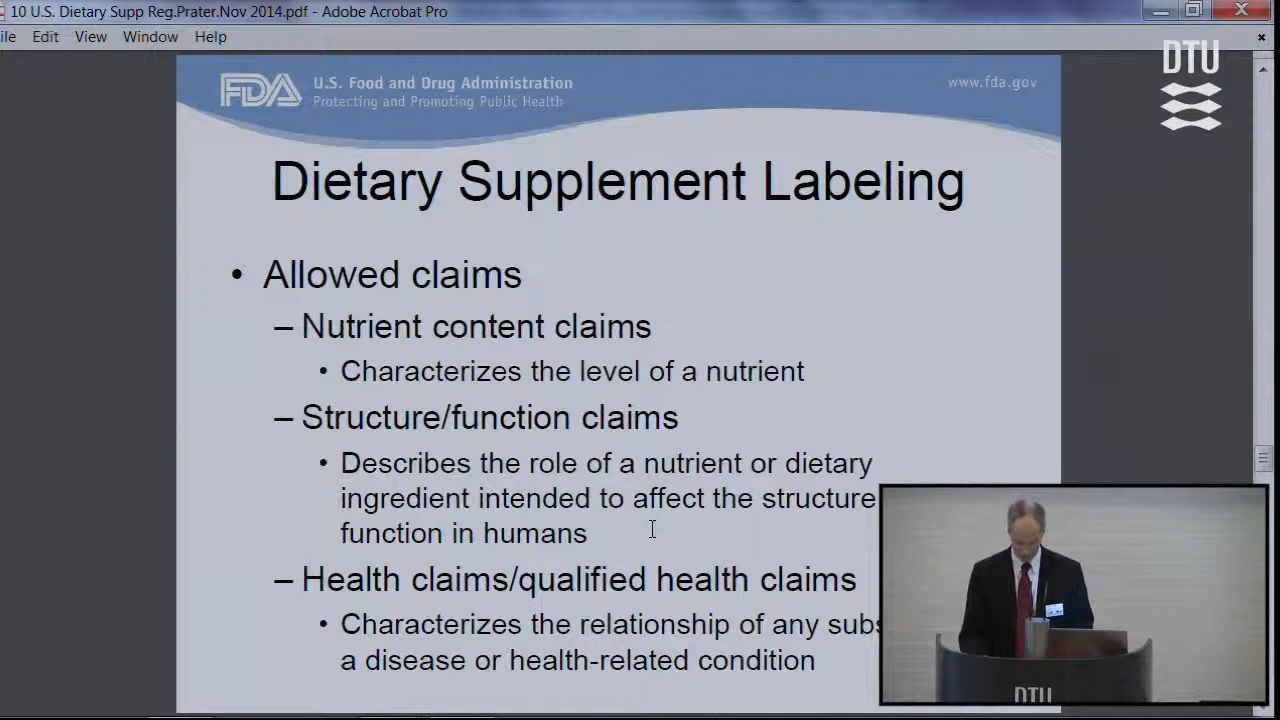 10 U.S. Dietary Supp Reg.Prater.Nov 2014.pdf - Adobe Acrobat Pro
Edit View Window Help
DTU
FDA U.S. Food and Drug Administration
Protecting and Promoting Public Health
www.fda.gov
Dietary Supplement Labeling
• Allowed claims
– Nutrient content claims
• Characterizes the level of a nutrient
– Structure/function claims
• Describes the role of a nutrient or dietary
ingredient intended to affect the structure
function in humans
– Health claims/qualified health claims
• Characterizes the relationship of any
a disease or health-related condition
DTU